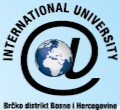 INTERNATIONAL UNIVERSITY
@
Brčko distrikt Bosne i Hercegovine